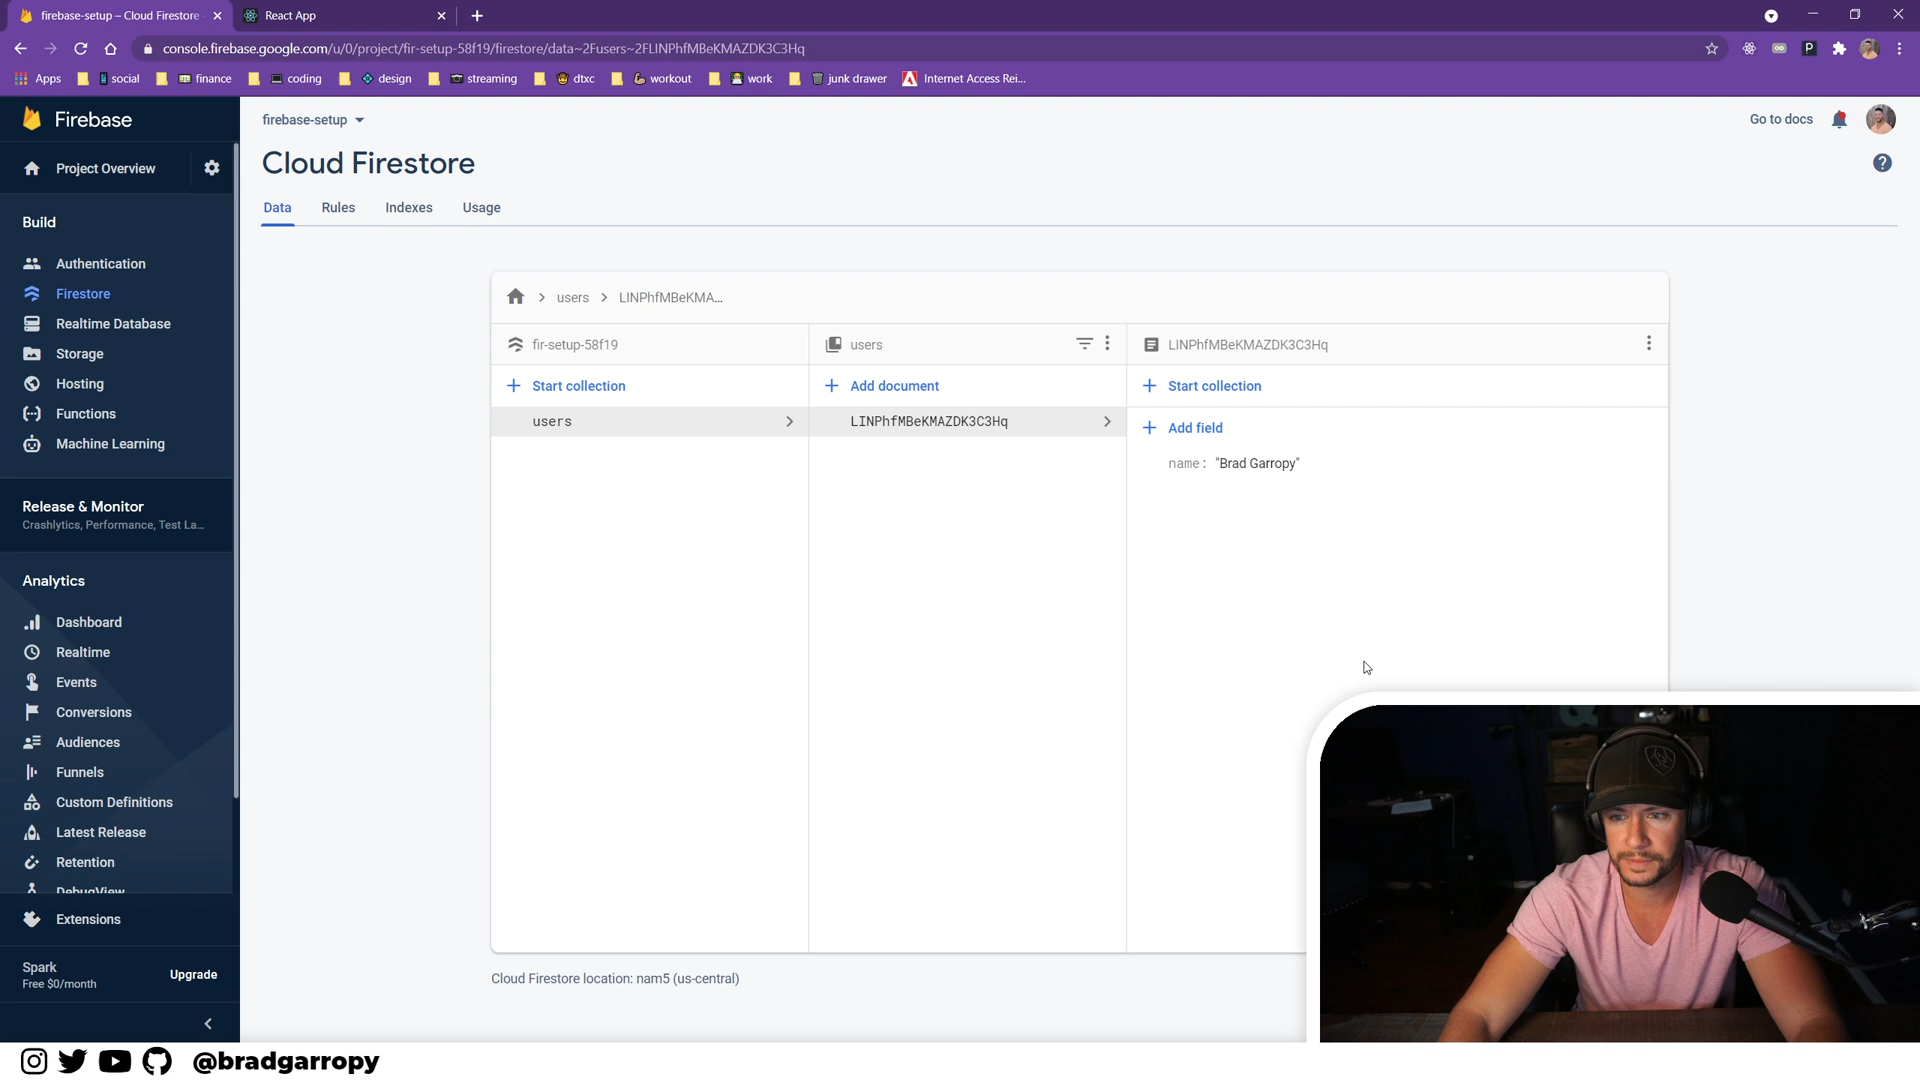 firebase-setup – Cloud Firestore
React App
console.firebase.google.com/u/0/project/fir-setup-58f19/firestore/data~2Fusers~2FLINPhfMBeKMAZDK3C3Hq
Apps
social
finance
coding
design
streaming
dtxc
workout
work
junk drawer
Internet Access Rei...
Firebase
firebase-setup
Go to docs
Project Overview
Cloud Firestore
Data
Rules
Indexes
Usage
Build
Authentication
Firestore
Realtime Database
Storage
Hosting
Functions
Machine Learning
Release & Monitor
Crashlytics, Performance, Test La...
Analytics
Dashboard
Realtime
Events
Conversions
Audiences
Funnels
Custom Definitions
Latest Release
Retention
DebugView
Extensions
Spark
Free $0/month
Upgrade
users
LINPhfMBeKMA...
fir-setup-58f19
users
LINPhfMBeKMAZDK3C3Hq
Start collection
Add document
Start collection
users
LINPhfMBeKMAZDK3C3Hq
Add field
name: "Brad Garropy"
Cloud Firestore location: nam5 (us-central)
@bradgarropy